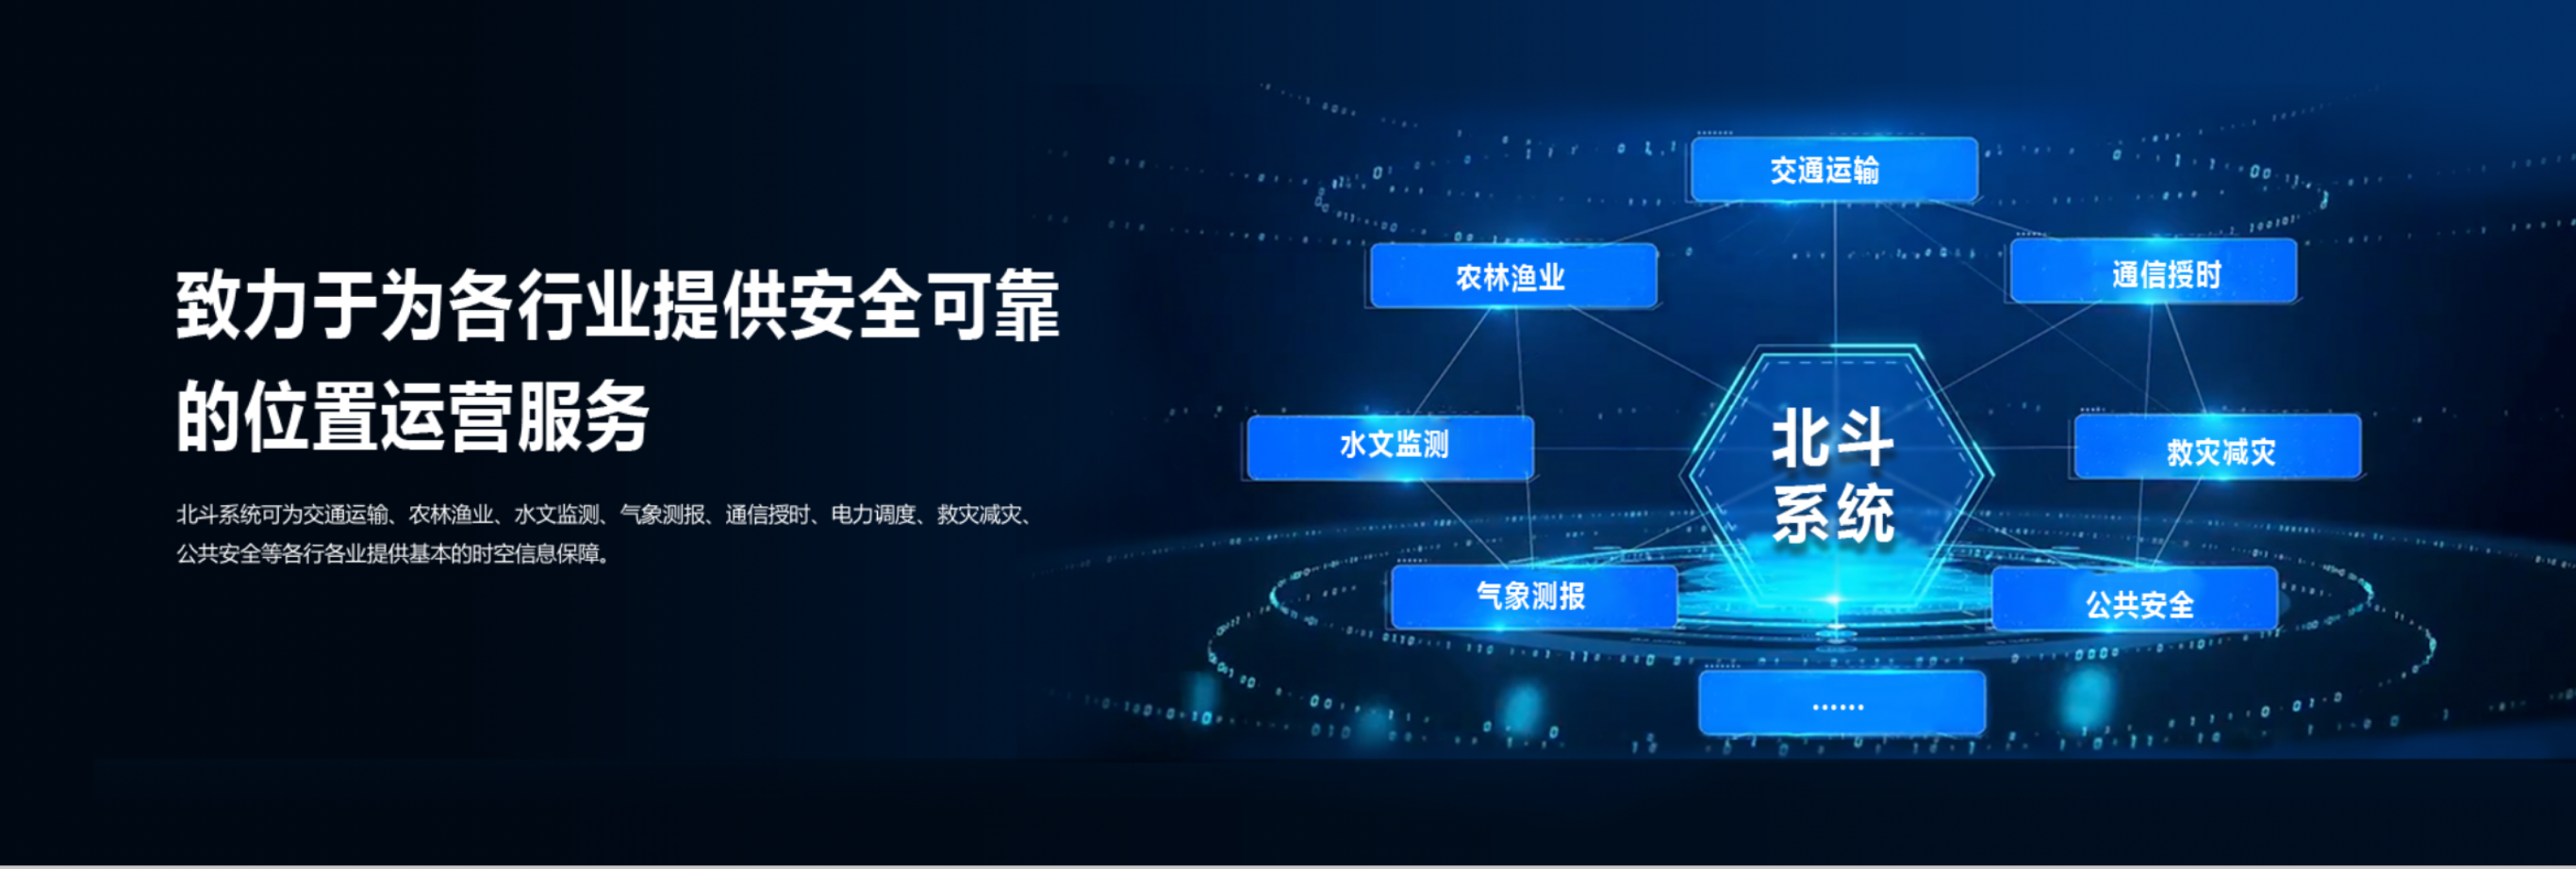 致力于为各行业提供安全可靠
的位置运营服务
北斗系统可为交通运输、农林渔业、水文监测、气象测报、通信授时、电力调度、救灾减灾、
公共安全等各行各业提供基本的时空信息保障。
交通运输
农林渔业
通信授时
水文监测
北斗
系统
救灾减灾
气象测报
公共安全
……